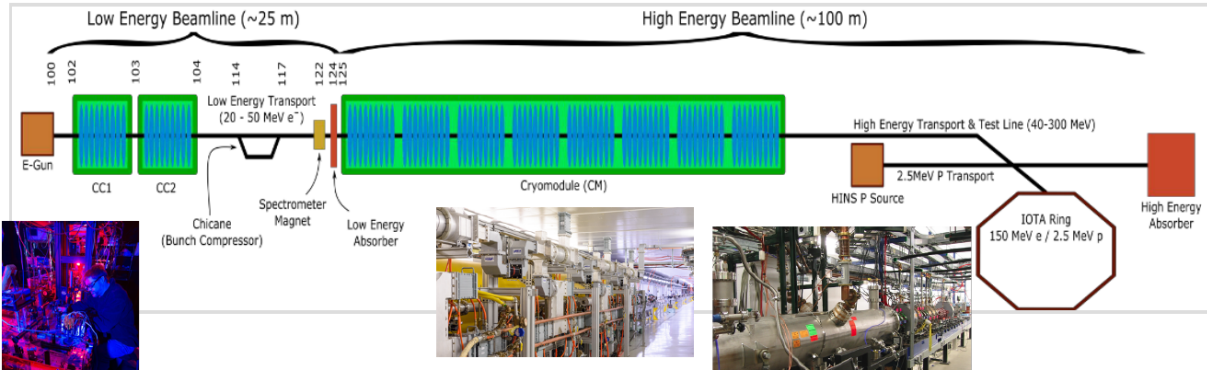 Low Energy Beamline (~25 m)
High Energy Beamline (~100 m)
100
102
103
104
114
117
122
124
125
Low Energy Transport
(20 - 50 MeV e⁻)
High Energy Transport & Test Line (40-300 MeV)
E-Gun
CC1
CC2
Chicane
(Bunch Compressor)
Spectrometer
Magnet
Low Energy
Absorber
Cryomodule (CM)
HINS P Source
2.5MeV P Transport
IOTA Ring
150 MeV e / 2.5 MeV p
High Energy
Absorber